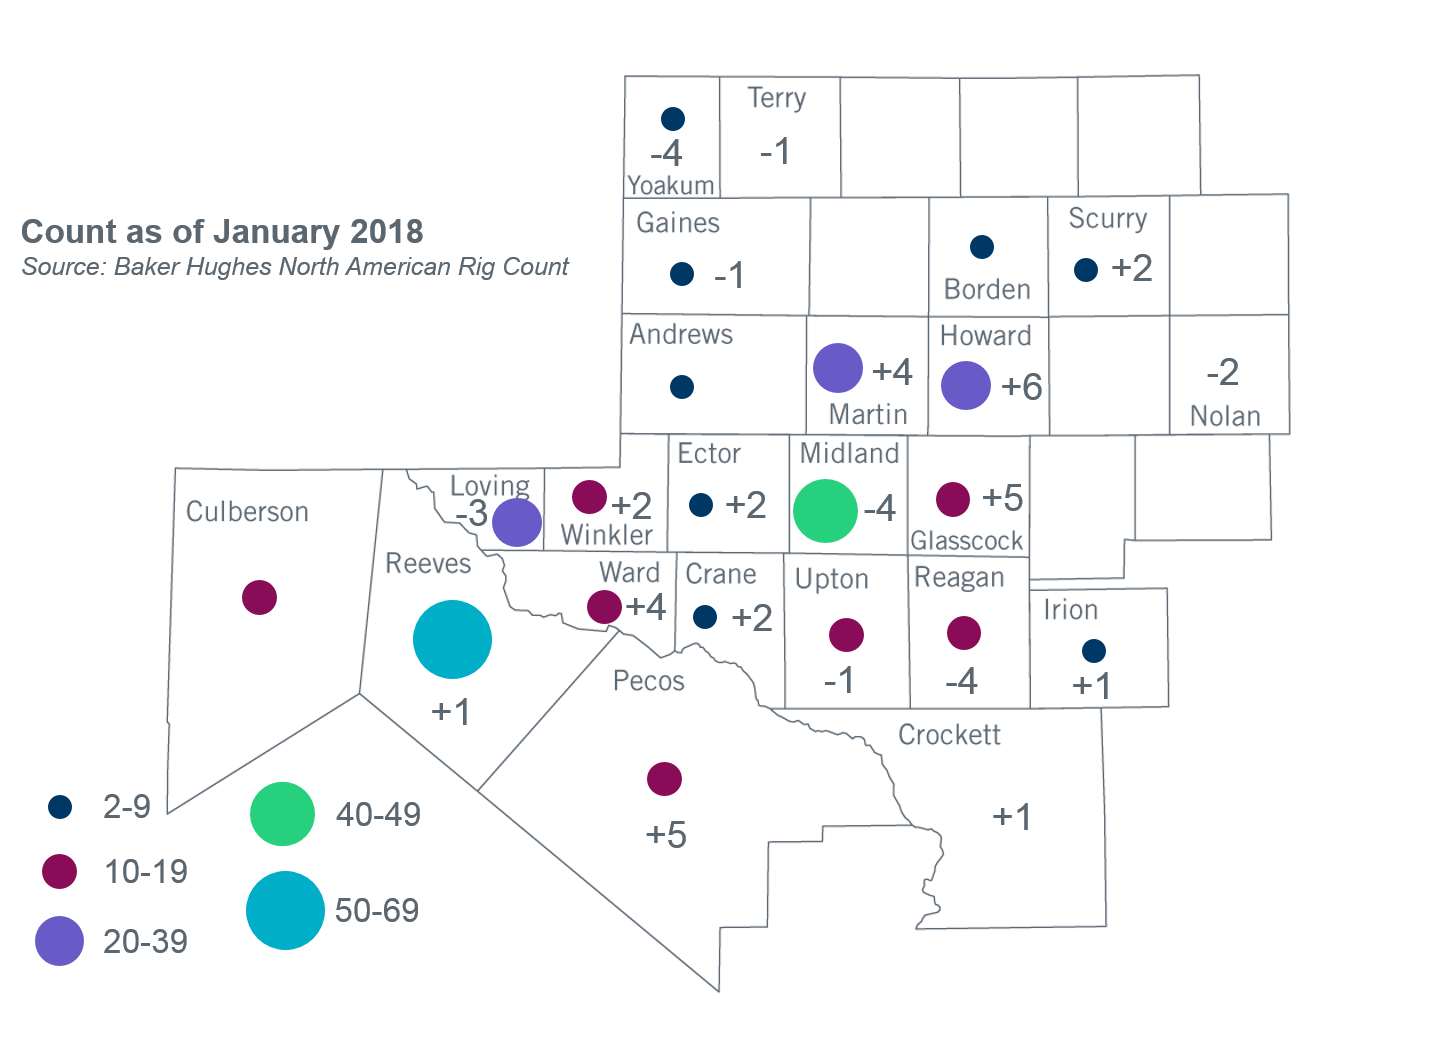 Terry
-4
-1
Yoakum
Count as of January 2018
Source: Baker Hughes North American Rig Count
Gaines
-1
Borden
Scurry
+2
Andrews
+4
Martin
Howard
+6
-2
Nolan
Culberson
Loving
-3
+2
Winkler
Ector
+2
Midland
-4
+5
Glasscock
Reeves
+1
Ward
+4
Crane
+2
Upton
-1
Reagan
-4
Irion
+1
Pecos
+5
Crockett
+1
2-9
10-19
20-39
40-49
50-69